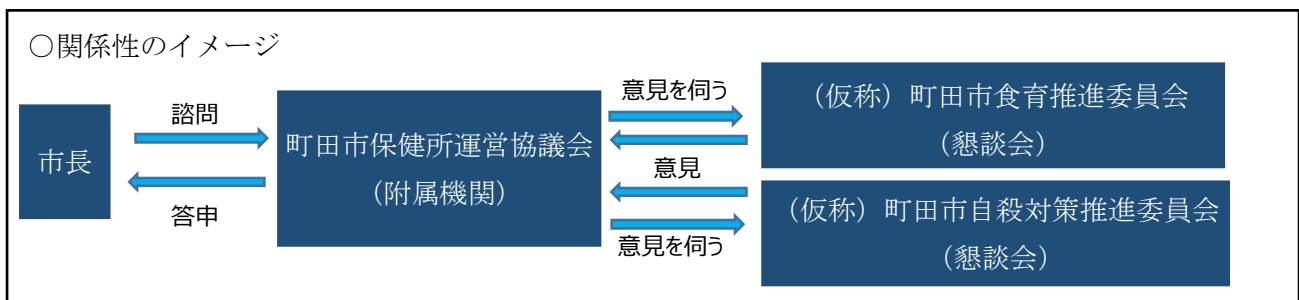 ○関係性のイメージ
市長
諮問
答申
町田市保健所運営協議会
（附属機関）
意見を伺う
意見
意見を伺う
（仮称）町田市食育推進委員会
（懇談会）
（仮称）町田市自殺対策推進委員会
（懇談会）